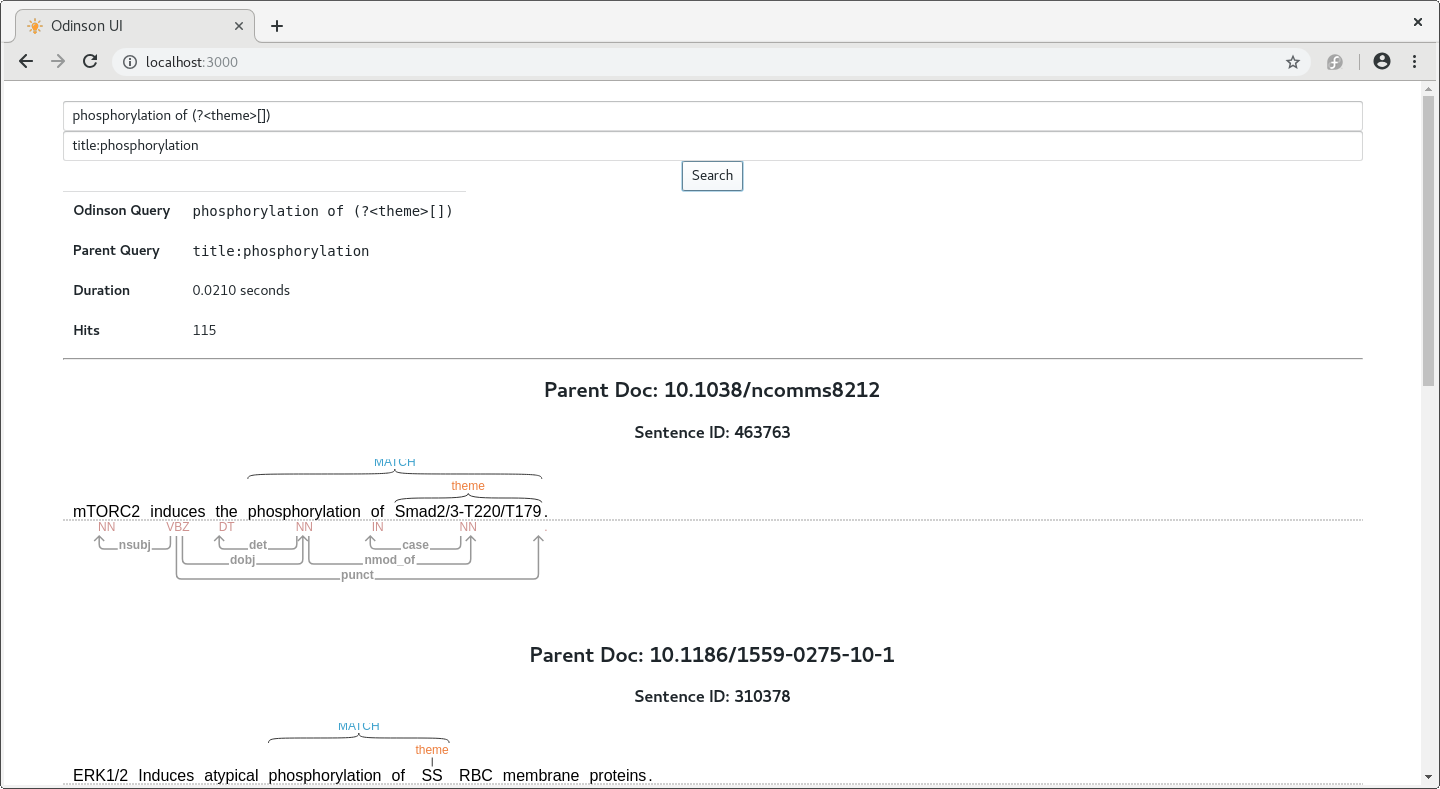 Odinson UI
localhost:3000
phosphorylation of (?<theme>[])
title:phosphorylation
Search
Odinson Query phosphorylation of (?<theme>[])
Parent Query title:phosphorylation
Duration 0.0210 seconds
Hits 115
Parent Doc: 10.1038/ncomms8212
Sentence ID: 463763
MATCH
theme
mTORC2 induces the phosphorylation of Smad2/3-T220/T179 .
NN VBZ DT NN IN NN .
nsubj det case
dobj nmod_of
punct
Parent Doc: 10.1186/1559-0275-10-1
Sentence ID: 310378
MATCH
theme
ERK1/2 Induces atypical phosphorylation of SS RBC membrane proteins .